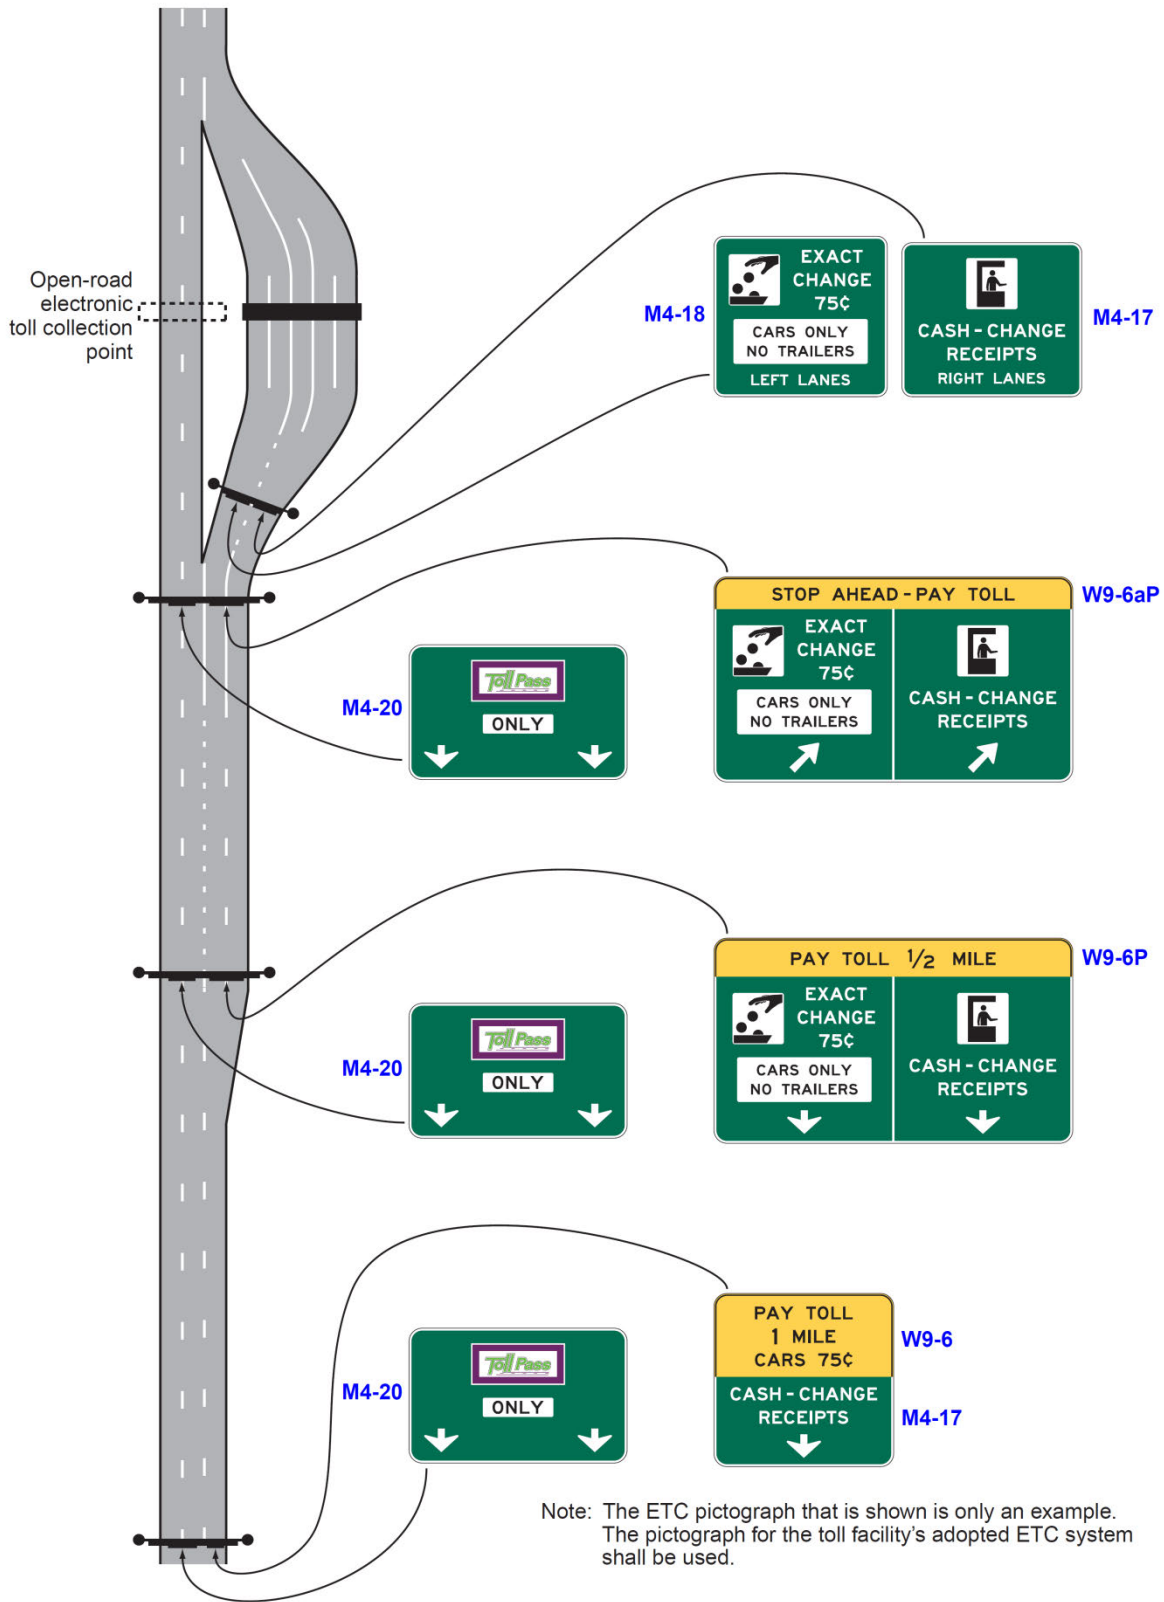 Open-road
electronic
toll collection
point
M4-18
EXACT
CHANGE
75¢
CARS ONLY
NO TRAILERS
LEFT LANES
CASH - CHANGE
RECEIPTS
RIGHT LANES
M4-17
STOP AHEAD - PAY TOLL
W9-6aP
EXACT
CHANGE
75¢
CARS ONLY
NO TRAILERS
CASH - CHANGE
RECEIPTS
M4-20
Toll Pass
ONLY
PAY TOLL 1/2 MILE
W9-6P
EXACT
CHANGE
75¢
CARS ONLY
NO TRAILERS
CASH - CHANGE
RECEIPTS
M4-20
Toll Pass
ONLY
PAY TOLL
1 MILE
CARS 75¢
W9-6
CASH - CHANGE
RECEIPTS
M4-17
M4-20
Toll Pass
ONLY
Note: The ETC pictograph that is shown is only an example.
The pictograph for the toll facility's adopted ETC system
shall be used.